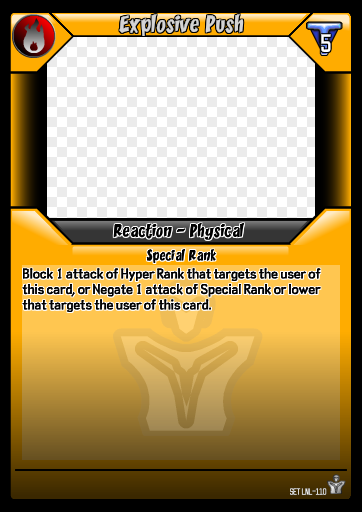 Explosive Push
5
Reaction - Physical
Special Rank
Block 1 attack of Hyper Rank that targets the user of
this card, or Negate 1 attack of Special Rank or lower
that targets the user of this card.
SET LNL-110